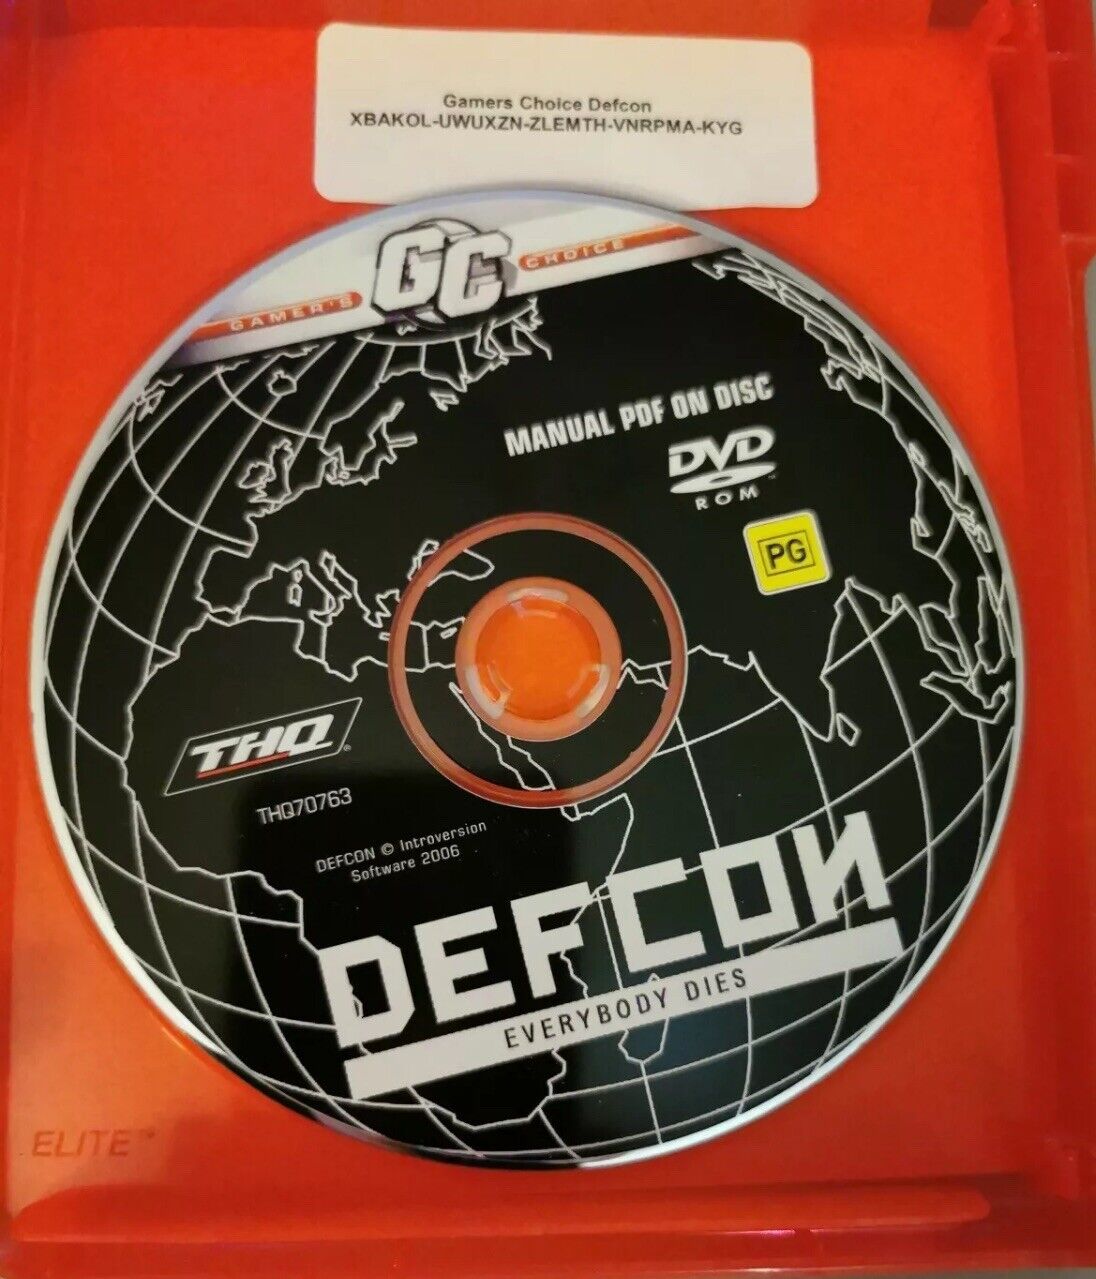 Gamers Choice Defcon
XBAKOL-UWUXZN-ZLEMTH-VNRPMA-KYG
GAMER'S GC CHOICE
MANUAL PDF ON DISC
DVD
ROM
PG
THQ
THQ70763
DEFCON © Introversion
Software 2006
DEFCON
EVERYBODY DIES
ELITE™